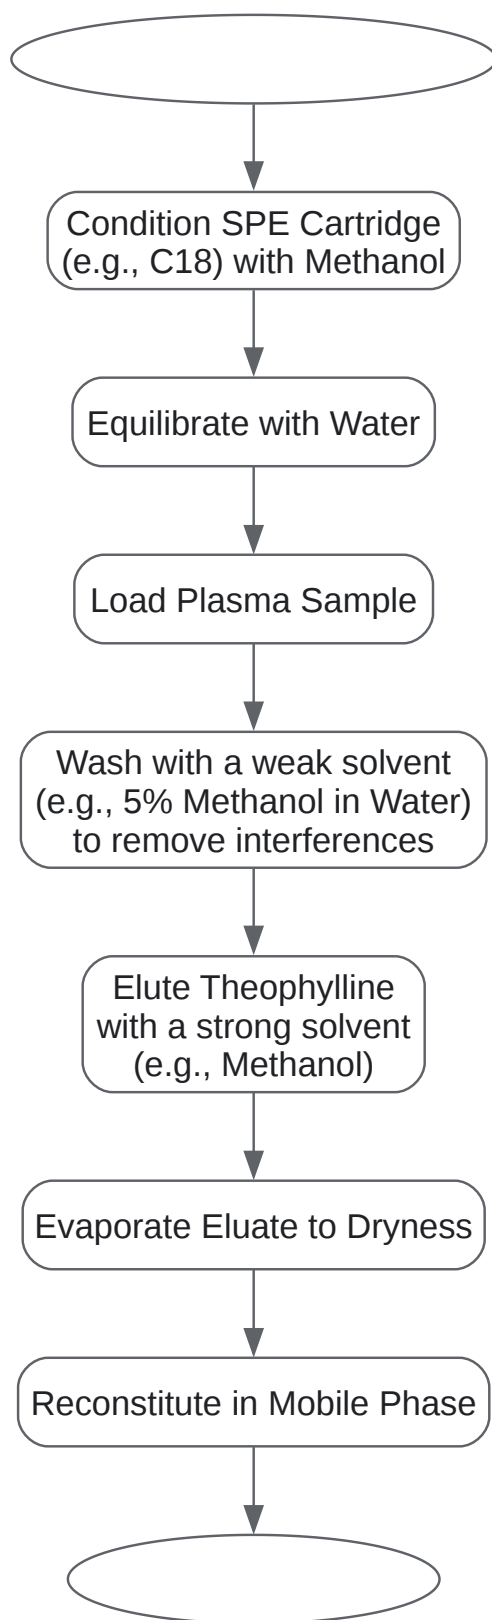 Condition SPE Cartridge
(e.g., C18) with Methanol
Equilibrate with Water
Load Plasma Sample
Wash with a weak solvent
(e.g., 5% Methanol in Water)
to remove interferences
Elute Theophylline
with a strong solvent
(e.g., Methanol)
Evaporate Eluate to Dryness
Reconstitute in Mobile Phase